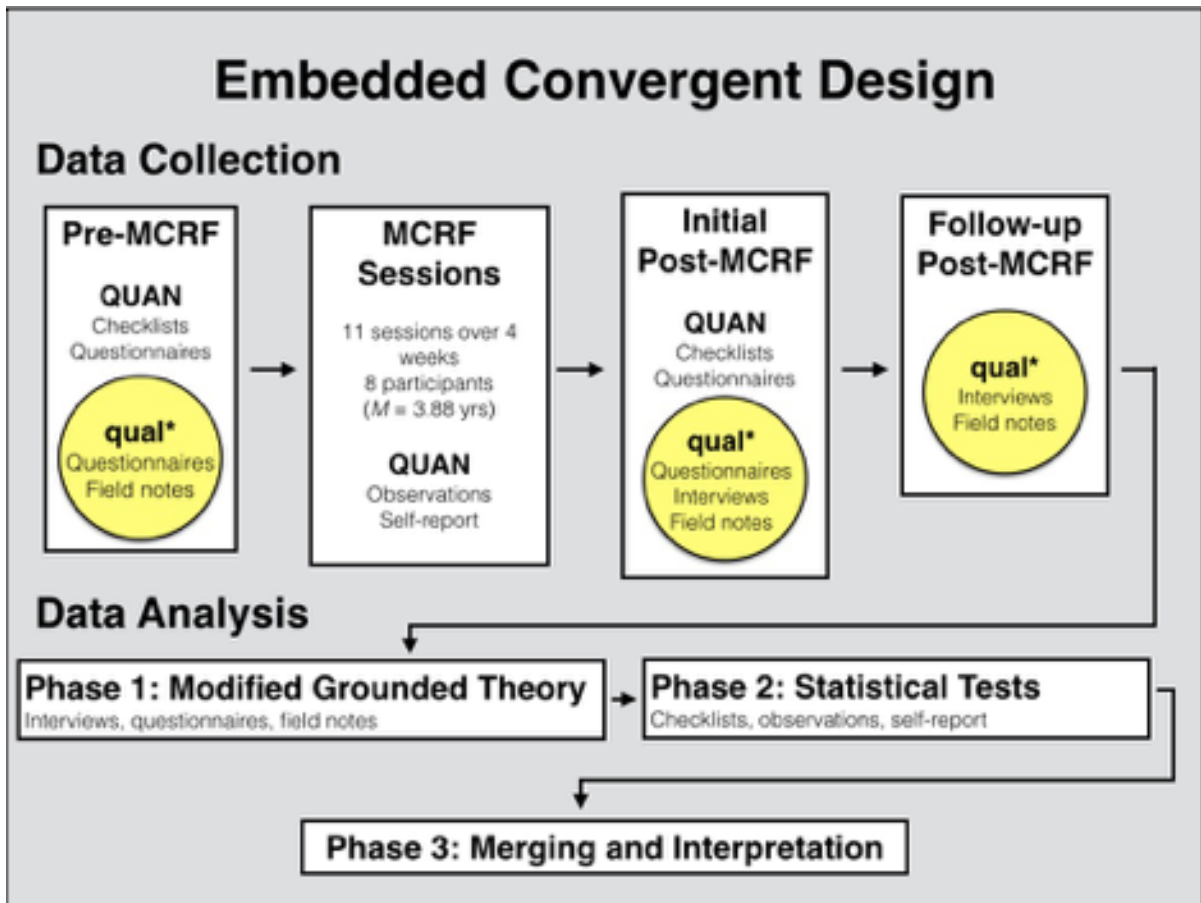 Embedded Convergent Design
Data Collection
Pre-MCRF
QUAN
Checklists
Questionnaires
qual*
Questionnaires
Field notes
MCRF
Sessions
11 sessions over 4
weeks
8 participants
(M = 3.88 yrs)
QUAN
Observations
Self-report
Initial
Post-MCRF
QUAN
Checklists
Questionnaires
qual*
Questionnaires
Interviews
Field notes
Follow-up
Post-MCRF
qual*
Interviews
Field notes
Data Analysis
Phase 1: Modified Grounded Theory
Interviews, questionnaires, field notes
Phase 2: Statistical Tests
Checklists, observations, self-report
Phase 3: Merging and Interpretation